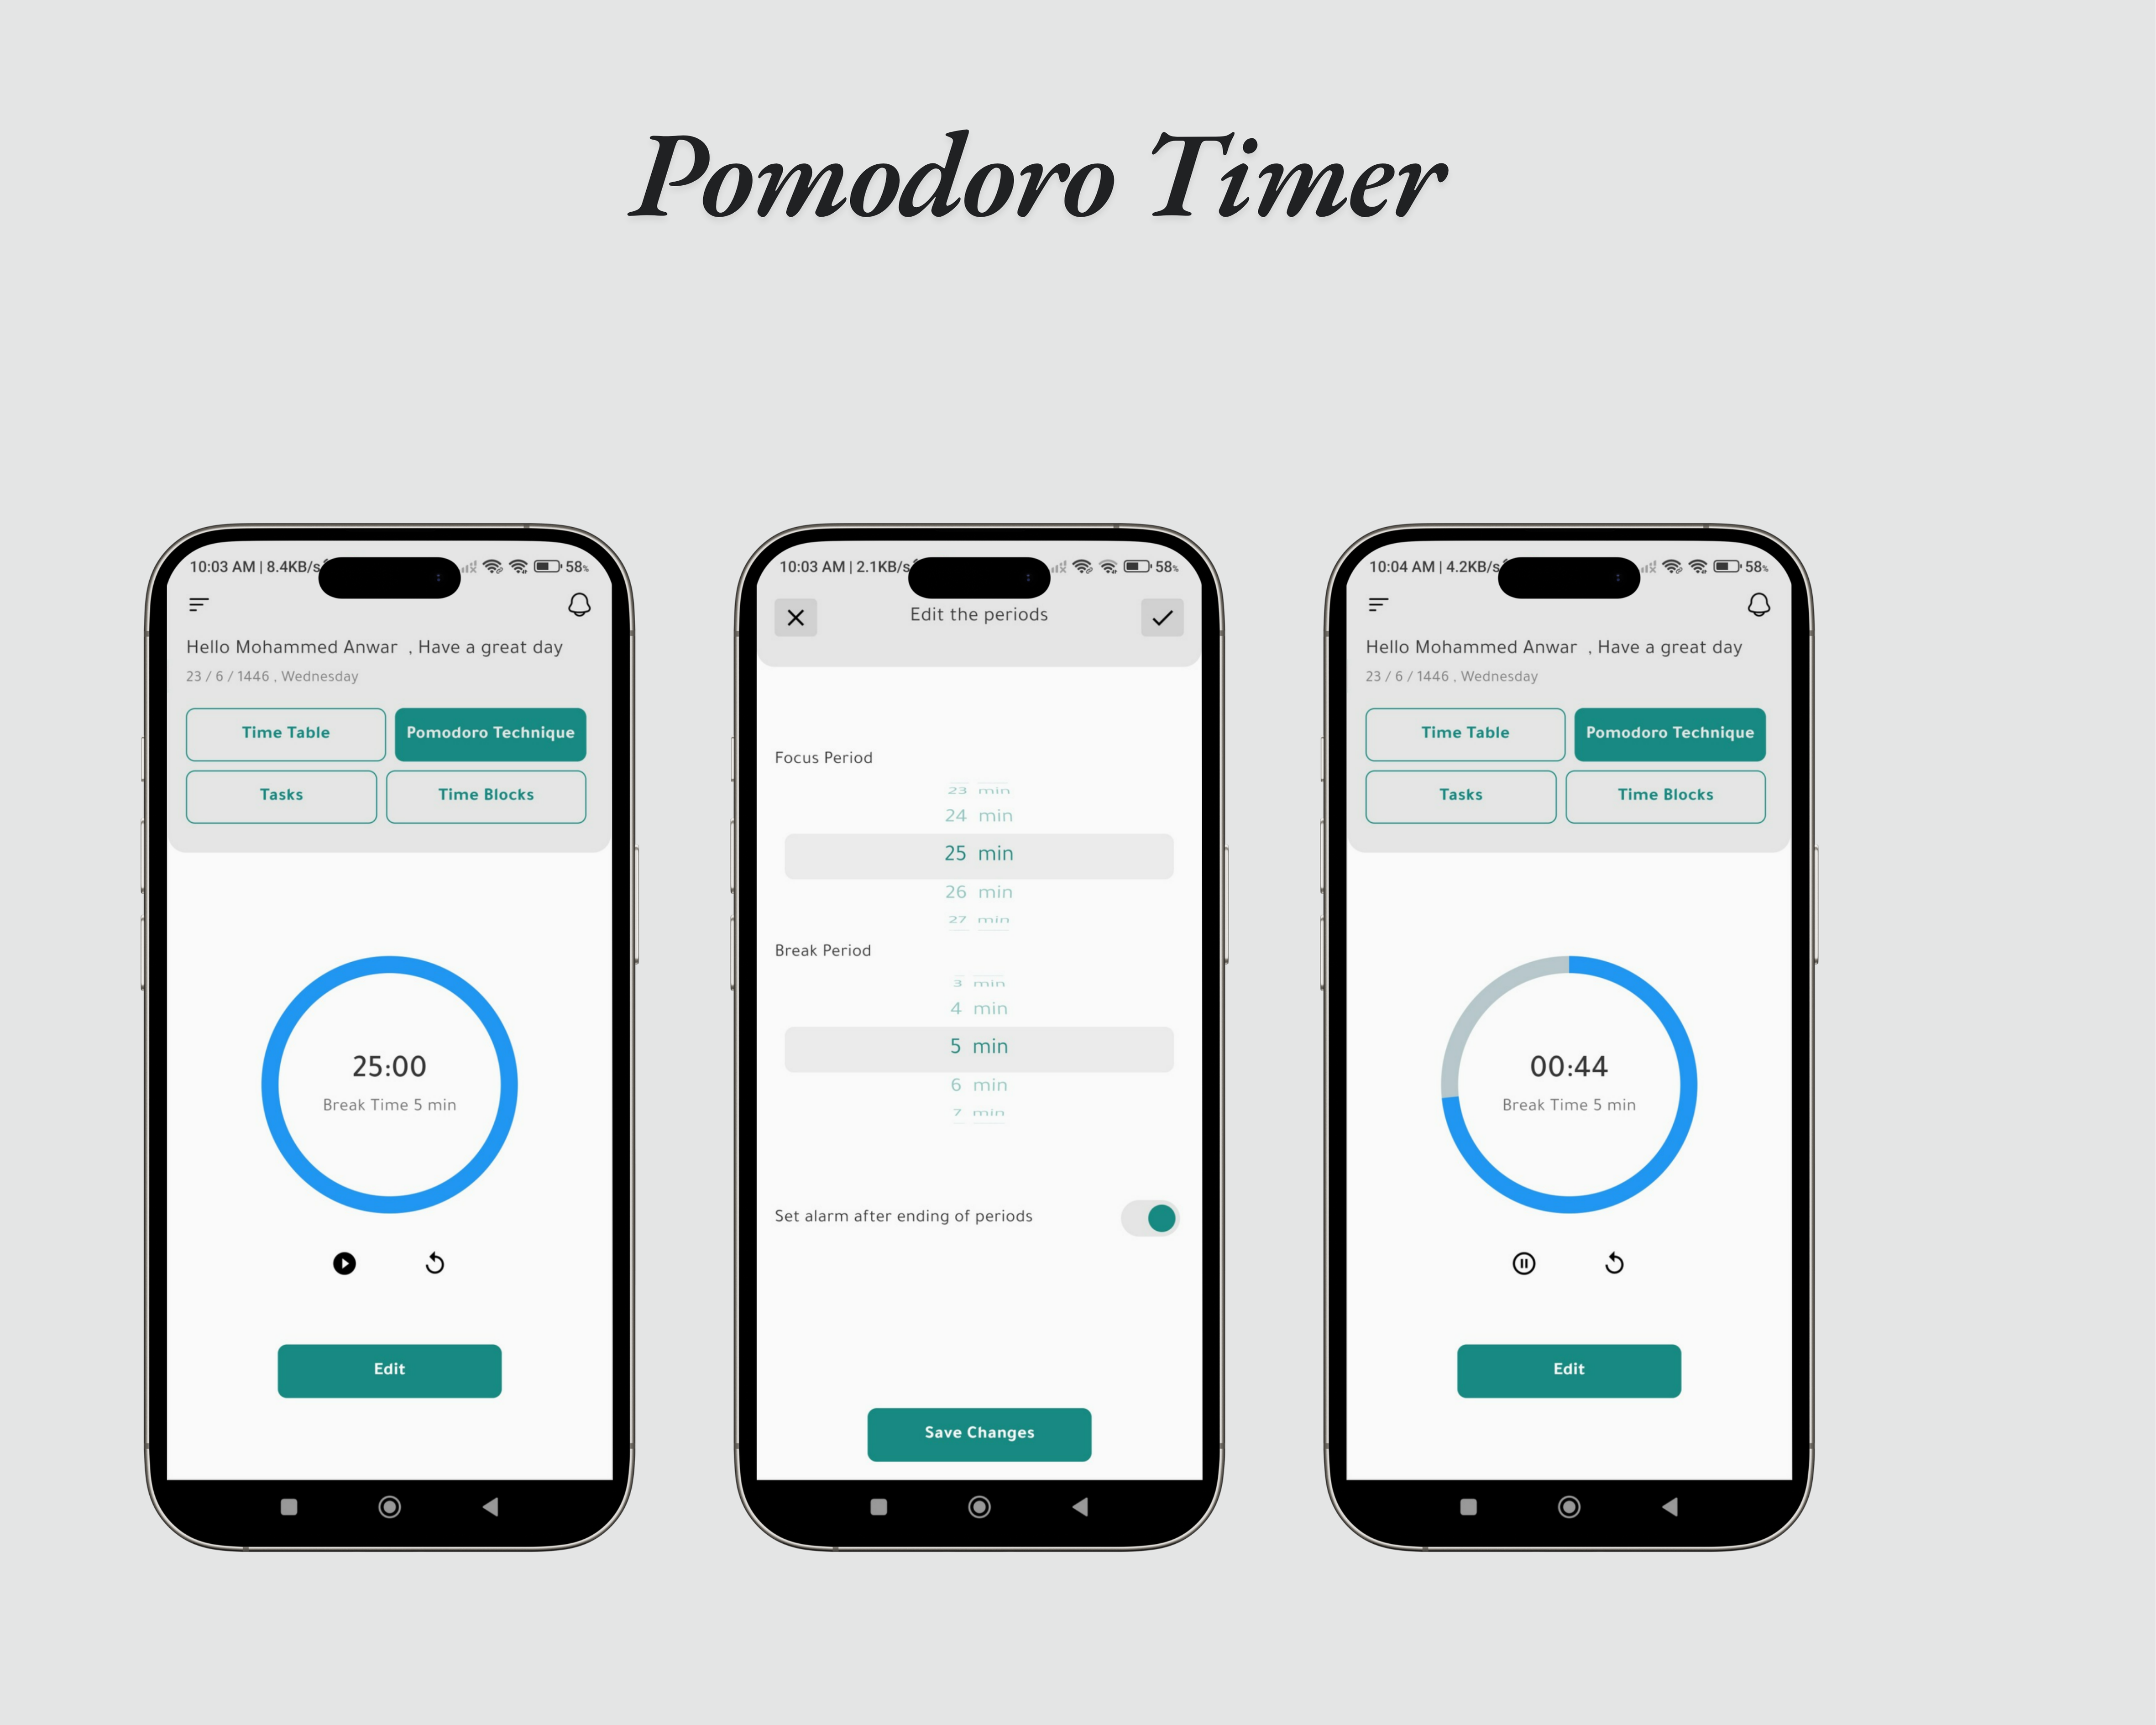 Pomodoro Timer
10:03 AM | 8.4KB/s
58%
Hello Mohammed Anwar , Have a great day
23 / 6 / 1446 , Wednesday
Time Table
Pomodoro Technique
Tasks
Time Blocks
25:00
Break Time 5 min
Edit
10:03 AM | 2.1KB/s
58%
Edit the periods
Focus Period
23 min
24 min
25 min
26 min
27 min
Break Period
3 min
4 min
5 min
6 min
7 min
Set alarm after ending of periods
Save Changes
10:04 AM | 4.2KB/s
58%
Hello Mohammed Anwar , Have a great day
23 / 6 / 1446 , Wednesday
Time Table
Pomodoro Technique
Tasks
Time Blocks
00:44
Break Time 5 min
Edit